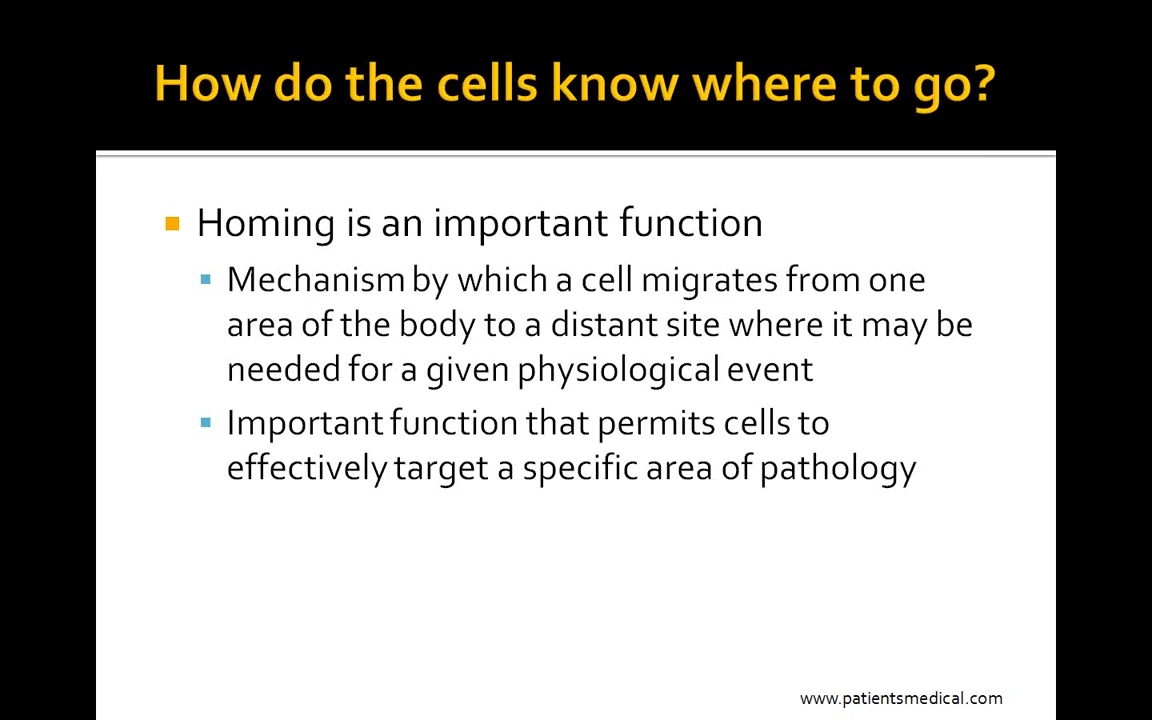 How do the cells know where to go?
Homing is an important function
Mechanism by which a cell migrates from one
area of the body to a distant site where it may be
needed for a given physiological event
Important function that permits cells to
effectively target a specific area of pathology
www.patientsmedical.com